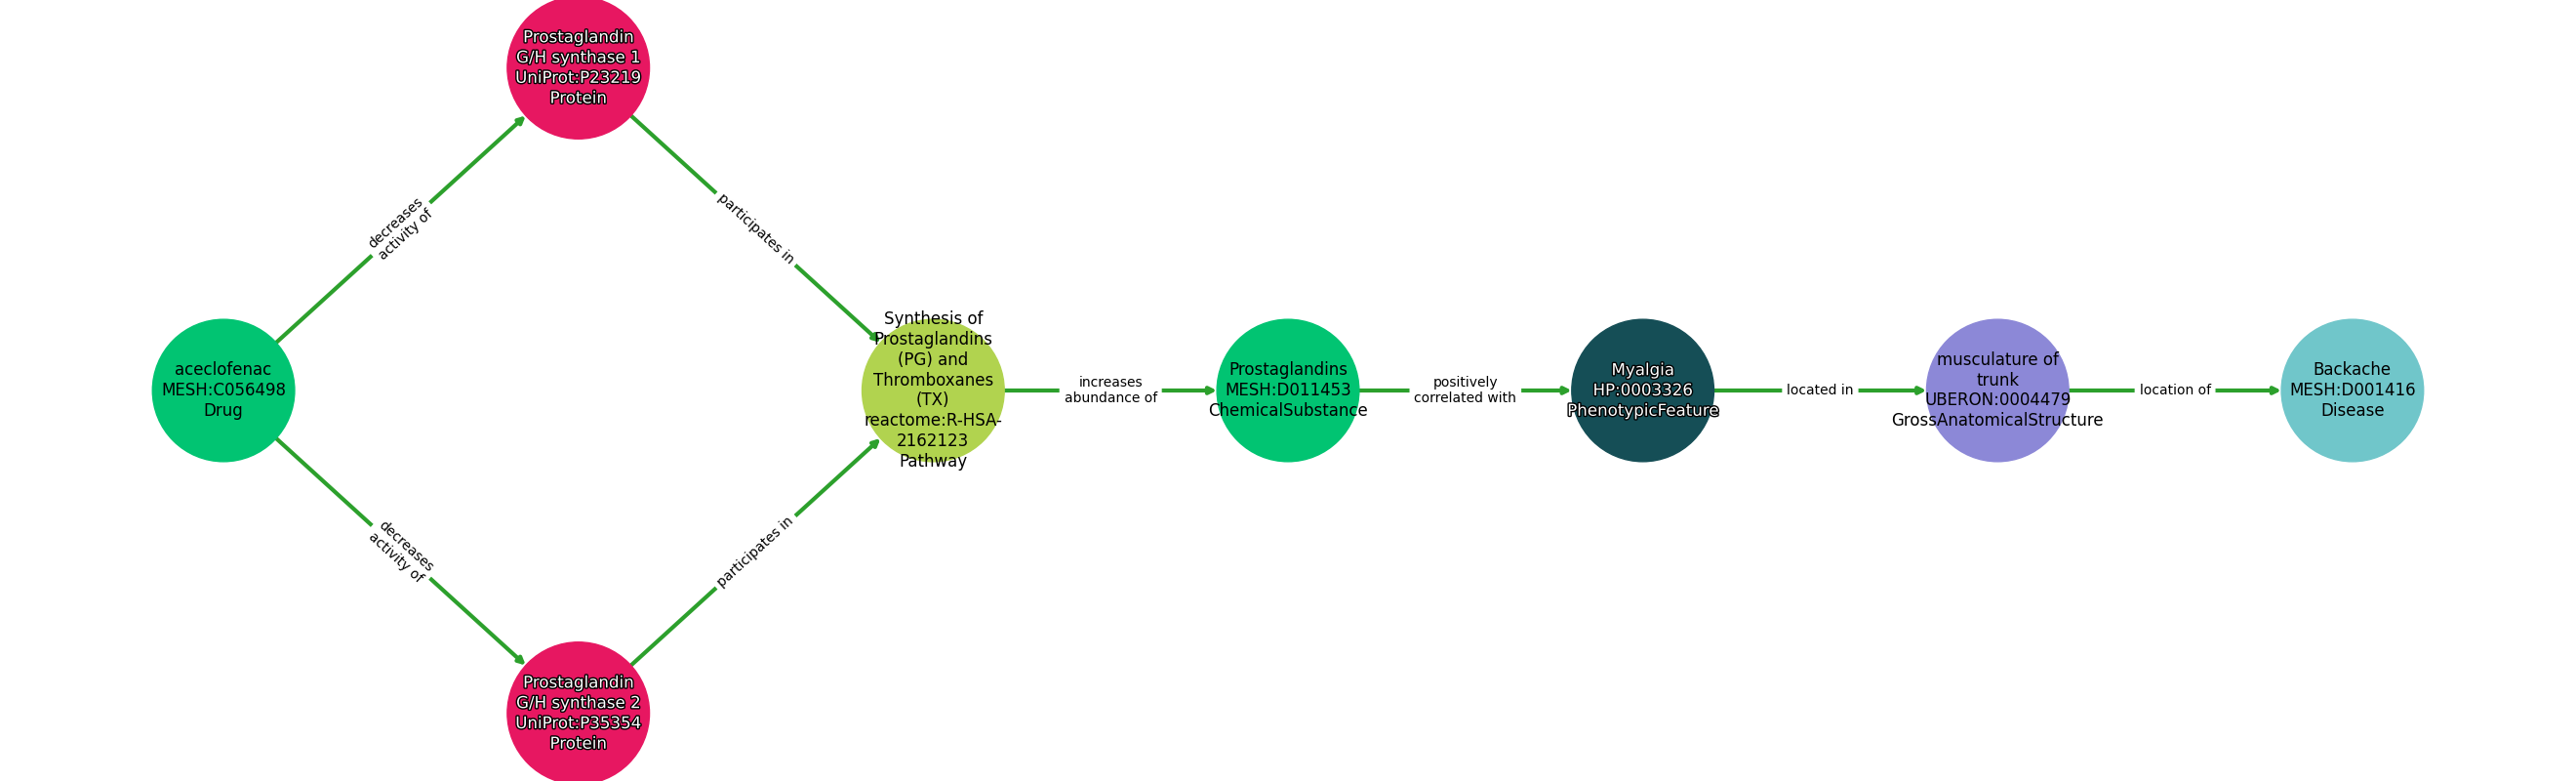 Prostaglandin
G/H synthase 1
UniProt:P23219
Protein
decreases
activity of
participates in
aceclofenac
MESH:C056498
Drug
Synthesis of
Prostaglandins
(PG) and
Thromboxanes
(TX)
reactome:R-HSA-
2162123
Pathway
increases
abundance of
Prostaglandins
MESH:D011453
ChemicalSubstance
positively
correlated with
Myalgia
HP:0003326
PhenotypicFeature
located in
musculature of
trunk
UBERON:0004479
GrossAnatomicalStructure
location of
Backache
MESH:D001416
Disease
decreases
activity of
participates in
Prostaglandin
G/H synthase 2
UniProt:P35354
Protein